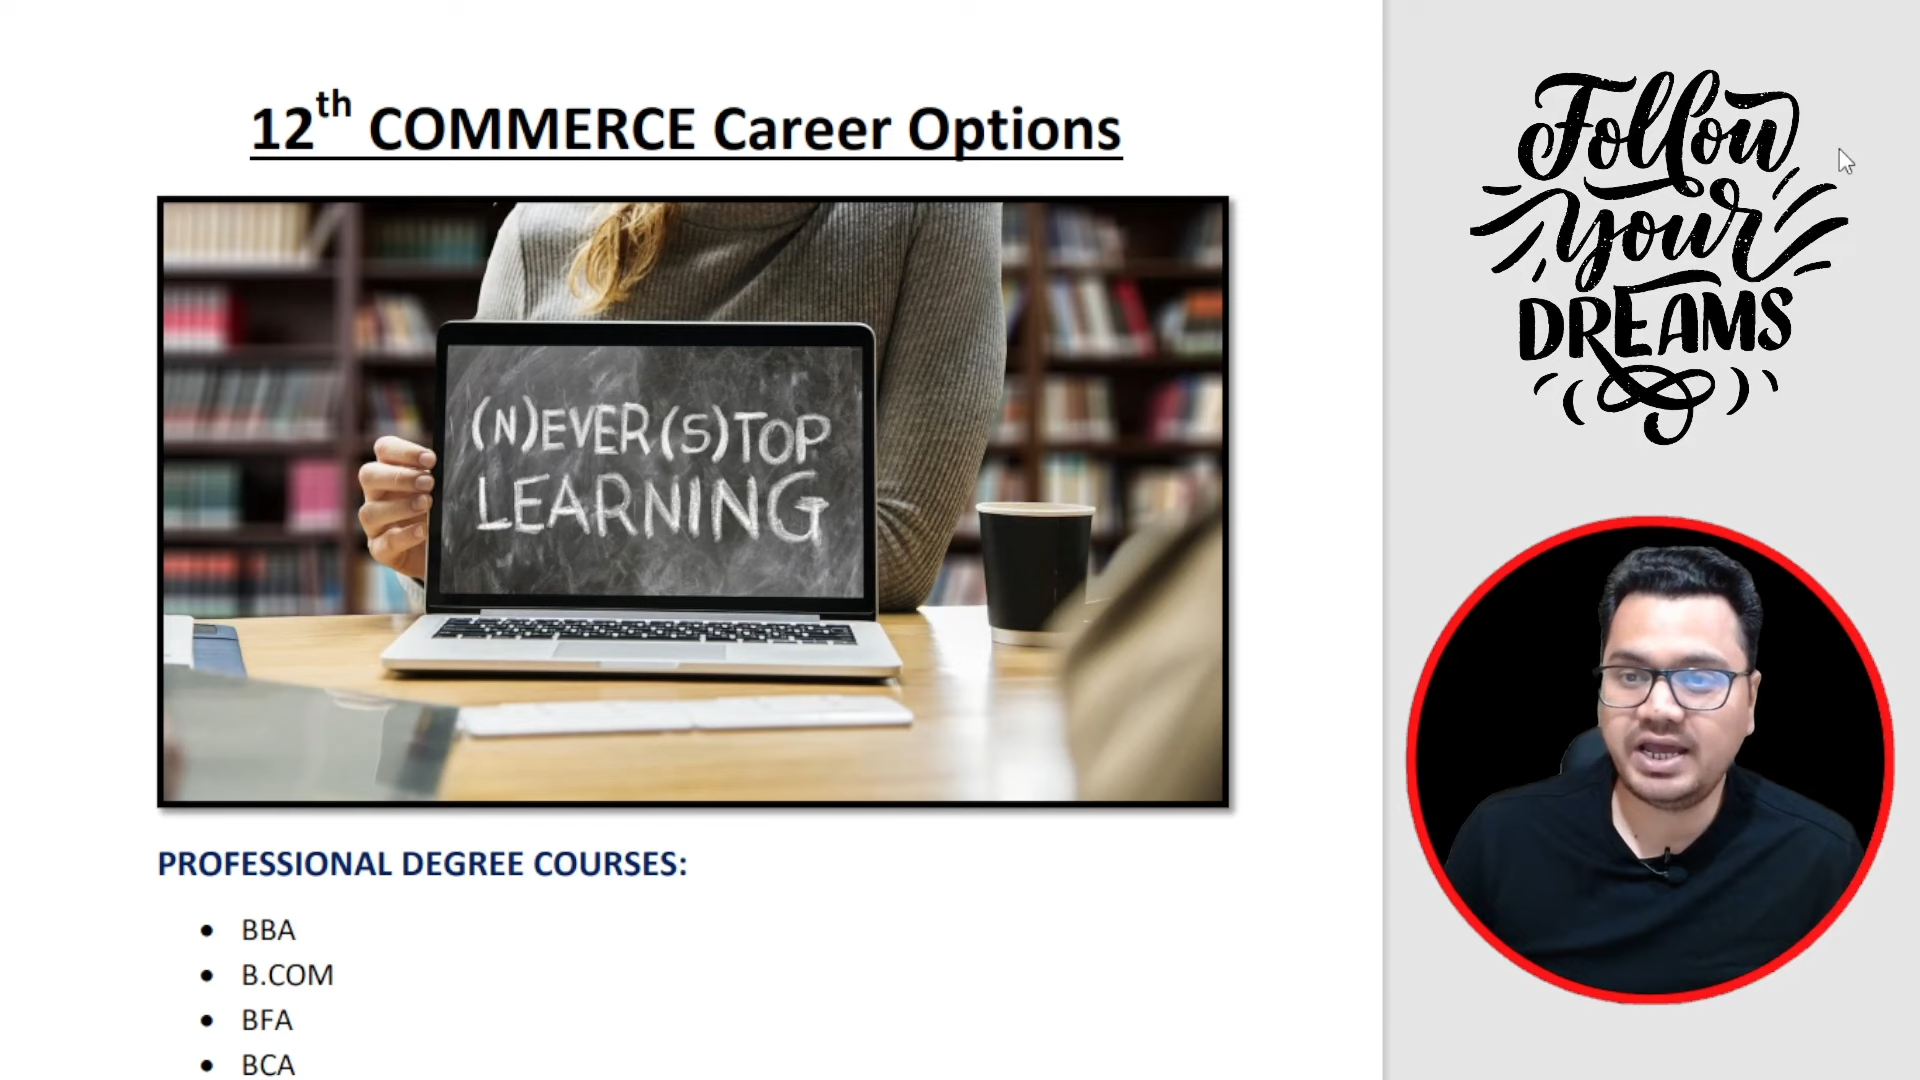 12th COMMERCE Career Options
(N)EVER (S)TOP
LEARNING
PROFESSIONAL DEGREE COURSES:
• BBA
• B.COM
• BFA
• BCA
Follow
Your
DREAMS